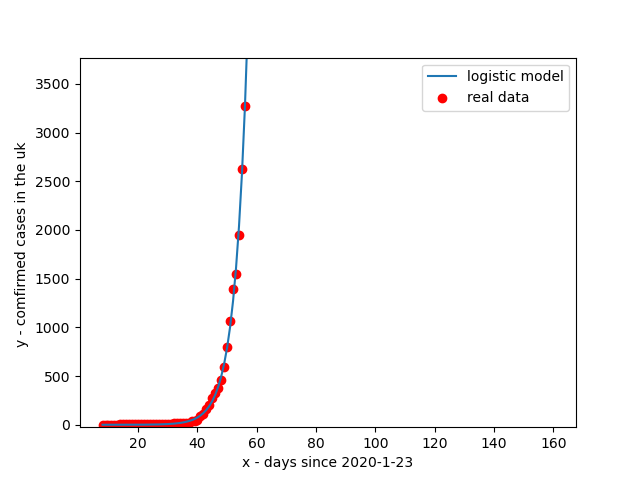 logistic model
real data
3500
3000
2500
2000
1500
1000
500
0
y - comfirmed cases in the uk
20 40 60 80 100 120 140 160
x - days since 2020-1-23